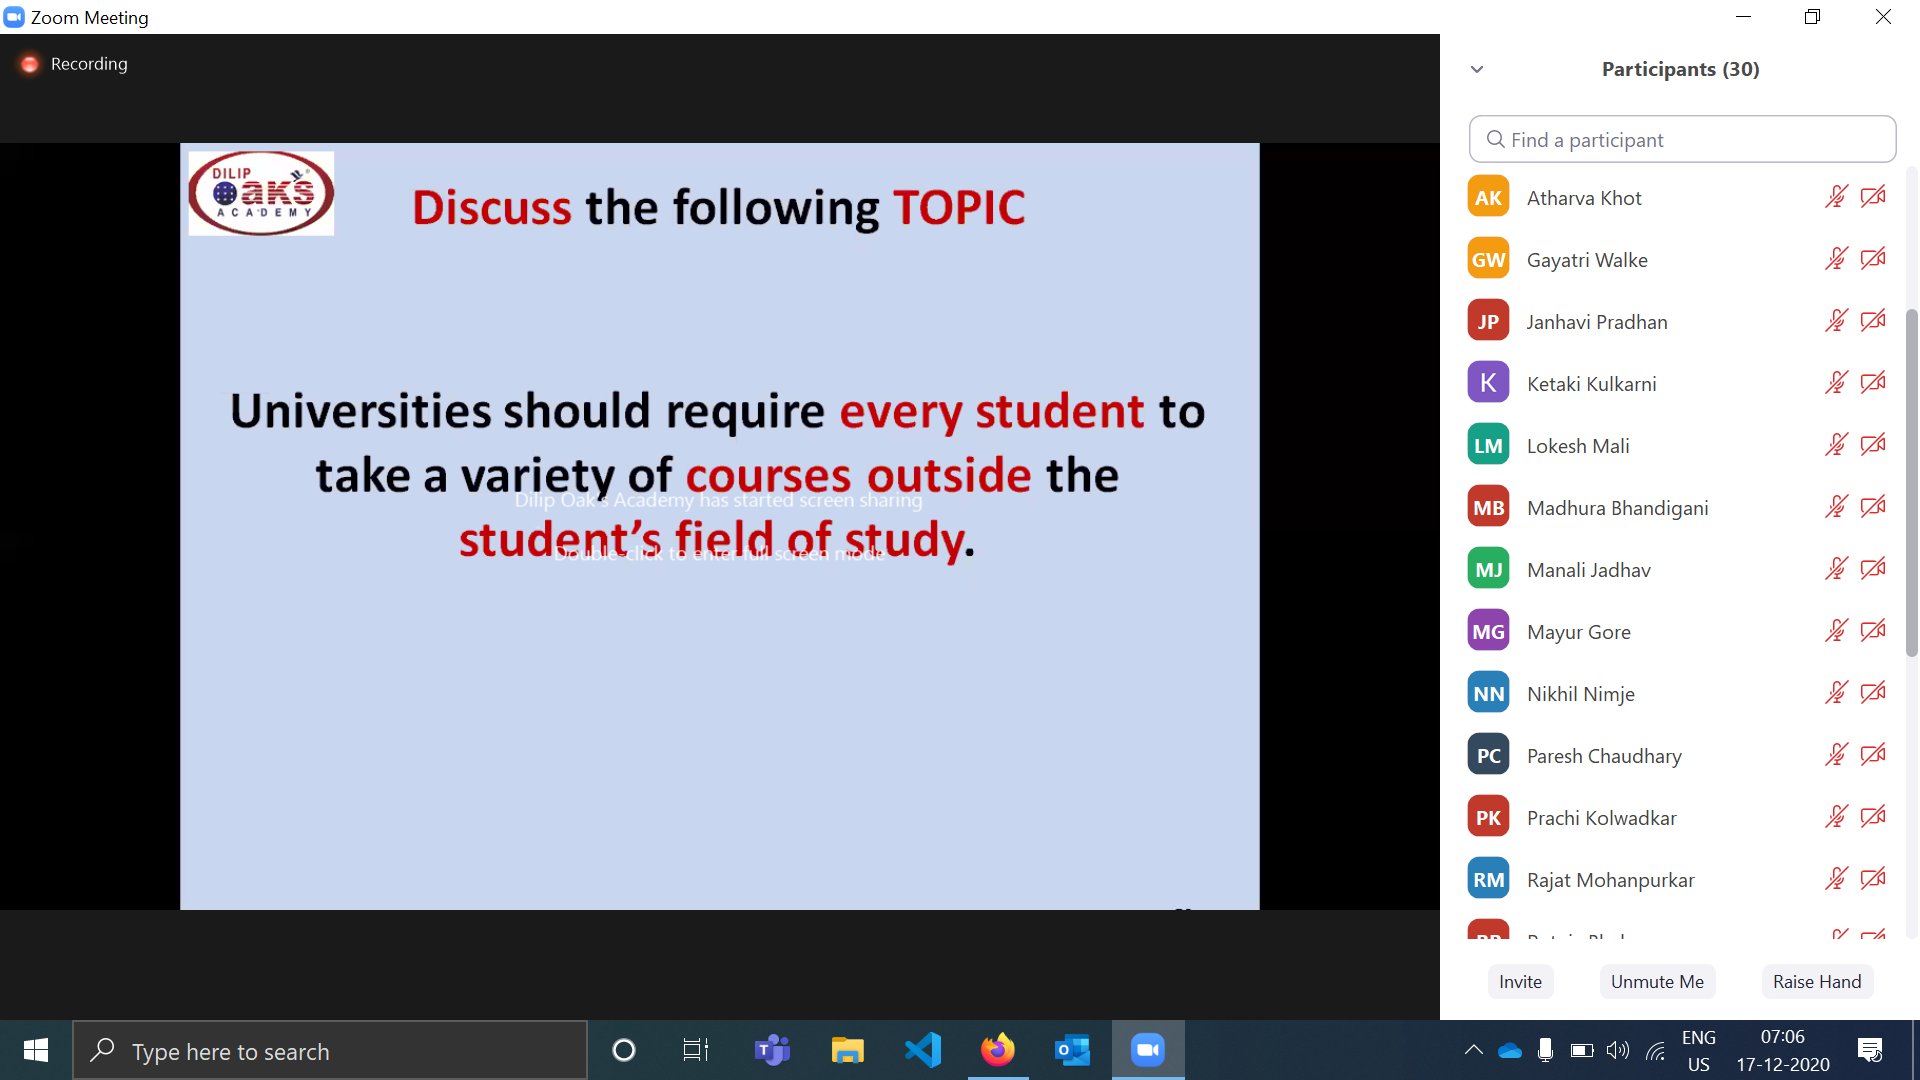 Zoom Meeting
Recording
DILIP
OAKS
ACADEMY
Discuss the following TOPIC
Universities should require every student to
take a variety of courses outside the
Dilip Oak's Academy has started screen sharing
student's field of study.
Double-click to enter full screen mode
Participants (30)
Find a participant
AK Atharva Khot
GW Gayatri Walke
JP Janhavi Pradhan
K Ketaki Kulkarni
LM Lokesh Mali
MB Madhura Bhandigani
MJ Manali Jadhav
MG Mayur Gore
NN Nikhil Nimje
PC Paresh Chaudhary
PK Prachi Kolwadkar
RM Rajat Mohanpurkar
Invite Unmute Me Raise Hand
Type here to search
ENG
US
07:06
17-12-2020